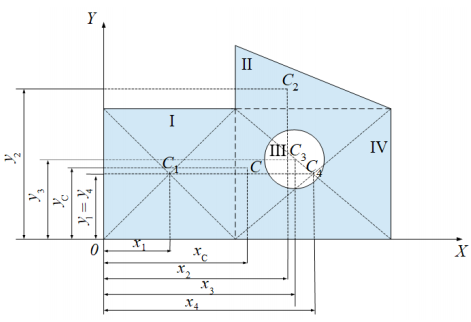 Y
II
C2
I
III
C3
IV
C1
C
C4
y2
y3
yC
y1 = y4
0
x1
X
xC
x2
x3
x4